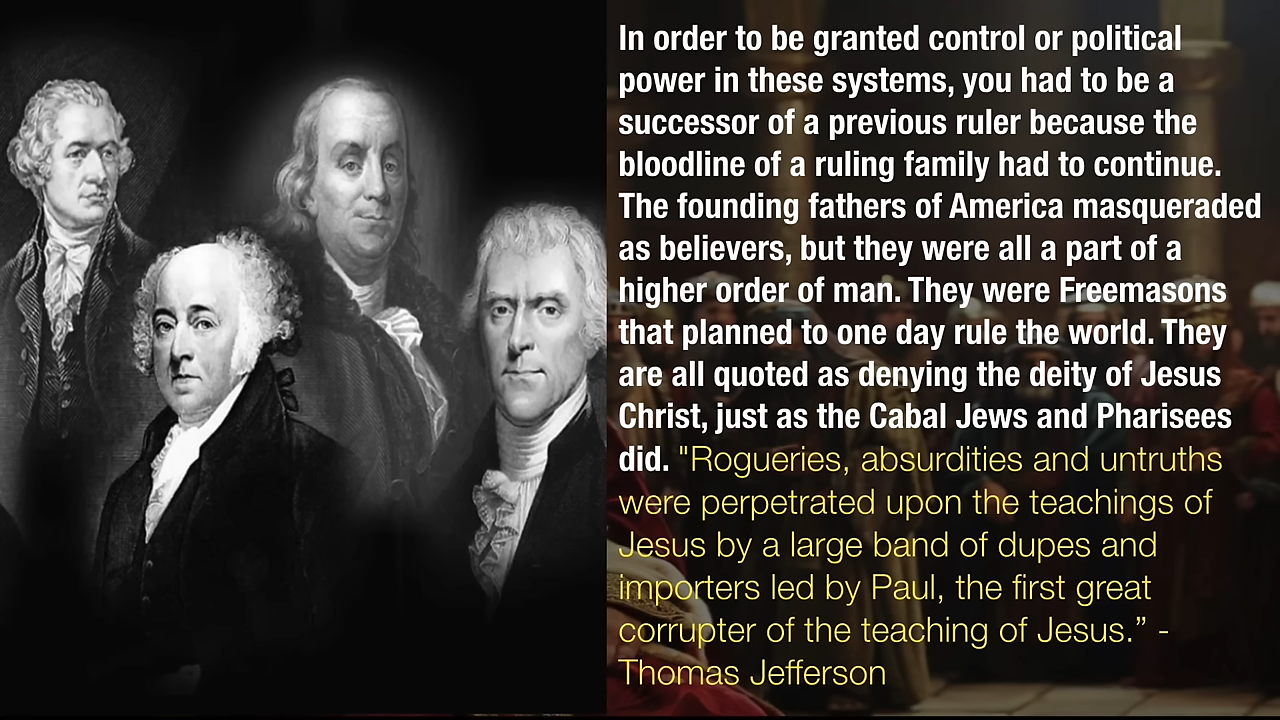 In order to be granted control or political
power in these systems, you had to be a
successor of a previous ruler because the
bloodline of a ruling family had to continue.
The founding fathers of America masqueraded
as believers, but they were all a part of a
higher order of man. They were Freemasons
that planned to one day rule the world. They
are all quoted as denying the deity of Jesus
Christ, just as the Cabal Jews and Pharisees
did. "Rogueries, absurdities and untruths
were perpetrated upon the teachings of
Jesus by a large band of dupes and
importers led by Paul, the first great
corrupter of the teaching of Jesus.” -
Thomas Jefferson